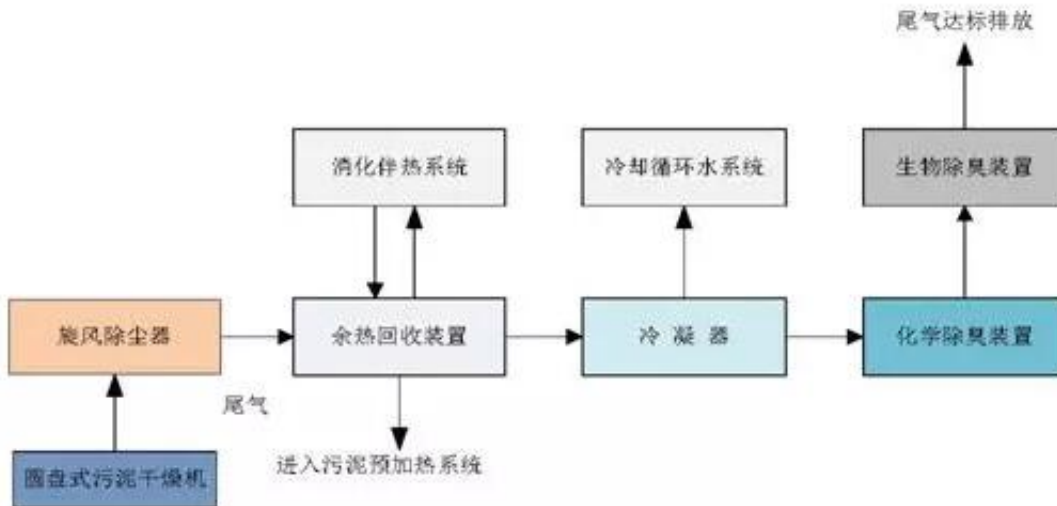 尾气达标排放
消化伴热系统
冷却循环水系统
生物除臭装置
旋风除尘器
余热回收装置
冷凝器
化学除臭装置
尾气
进入污泥预加热系统
圆盘式污泥干燥机